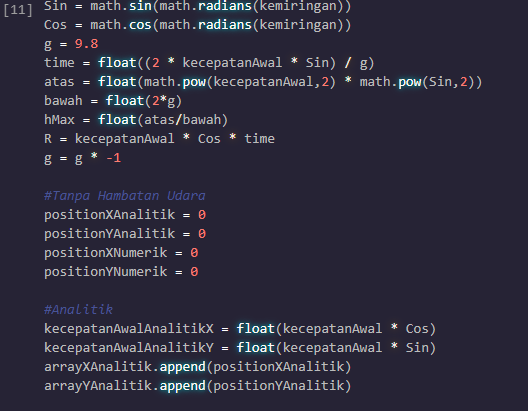 [11]
Sin = math.sin(math.radians(kemiringan))
Cos = math.cos(math.radians(kemiringan))
g = 9.8
time = float((2 * kecepatanAwal * Sin) / g)
atas = float(math.pow(kecepatanAwal,2) * math.pow(Sin,2))
bawah = float(2*g)
hMax = float(atas/bawah)
R = kecepatanAwal * Cos * time
g = g * -1
#Tanpa Hambatan Udara
positionXAnalitik = 0
positionYAnalitik = 0
positionXNumerik = 0
positionYNumerik = 0
#Analitik
kecepatanAwalAnalitikX = float(kecepatanAwal * Cos)
kecepatanAwalAnalitikY = float(kecepatanAwal * Sin)
arrayXAnalitik.append(positionXAnalitik)
arrayYAnalitik.append(positionYAnalitik)